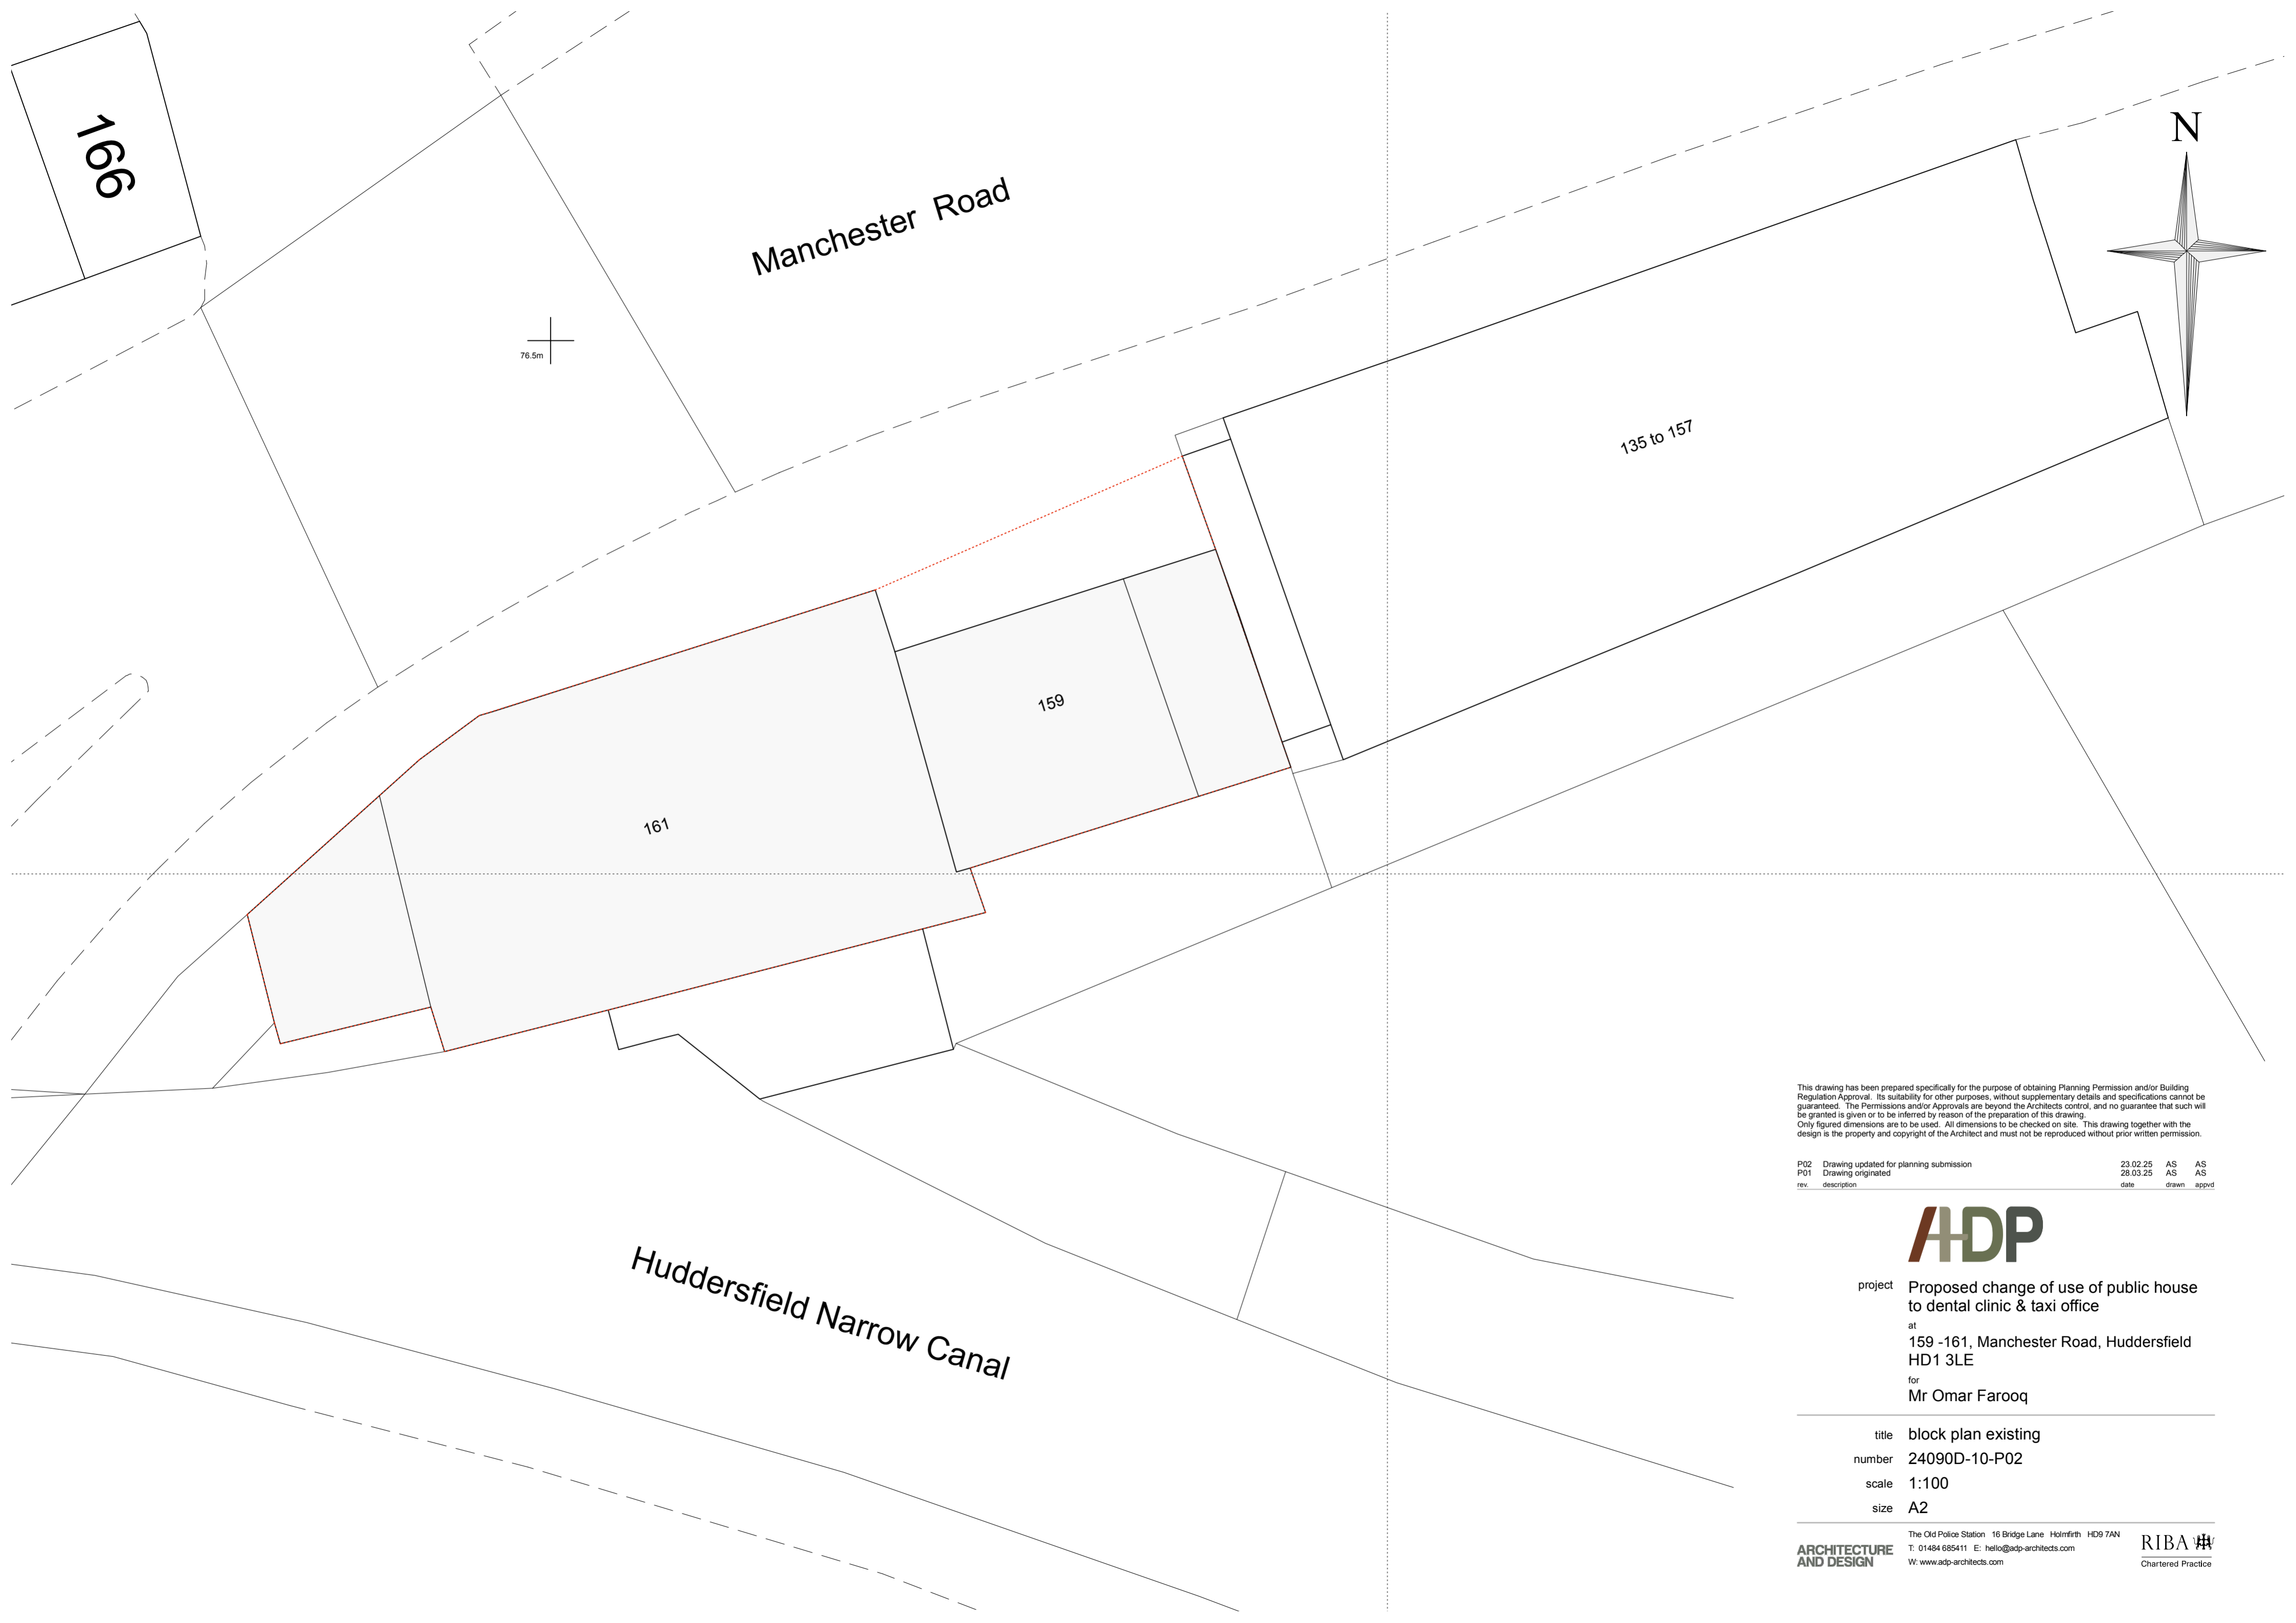 166
Manchester Road
N
76.5m
135 to 157
159
161
Huddersfield Narrow Canal
This drawing has been prepared specifically for the purpose of obtaining Planning Permission and/or Building
Regulation Approval. Its suitability for other purposes, without supplementary details and specifications cannot be
guaranteed. The Permissions and/or Approvals are beyond the Architects control, and no guarantee that such will
be granted is given or to be inferred by reason of the preparation of this drawing.
Only figured dimensions are to be used. All dimensions to be checked on site. This drawing together with the
design is the property and copyright of the Architect and must not be reproduced without prior written permission.
P02 Drawing updated for planning submission 23.02.25 AS AS
P01 Drawing originated 28.03.25 AS AS
rev. description date drawn appvd
ADP
project Proposed change of use of public house
to dental clinic & taxi office
at
159 -161, Manchester Road, Huddersfield
HD1 3LE
for
Mr Omar Farooq
title block plan existing
number 24090D-10-P02
scale 1:100
size A2
ARCHITECTURE
AND DESIGN
The Old Police Station 16 Bridge Lane Holmfirth HD9 7AN
T: 01484 685411 E: hello@adp-architects.com
W: www.adp-architects.com
RIBA
Chartered Practice